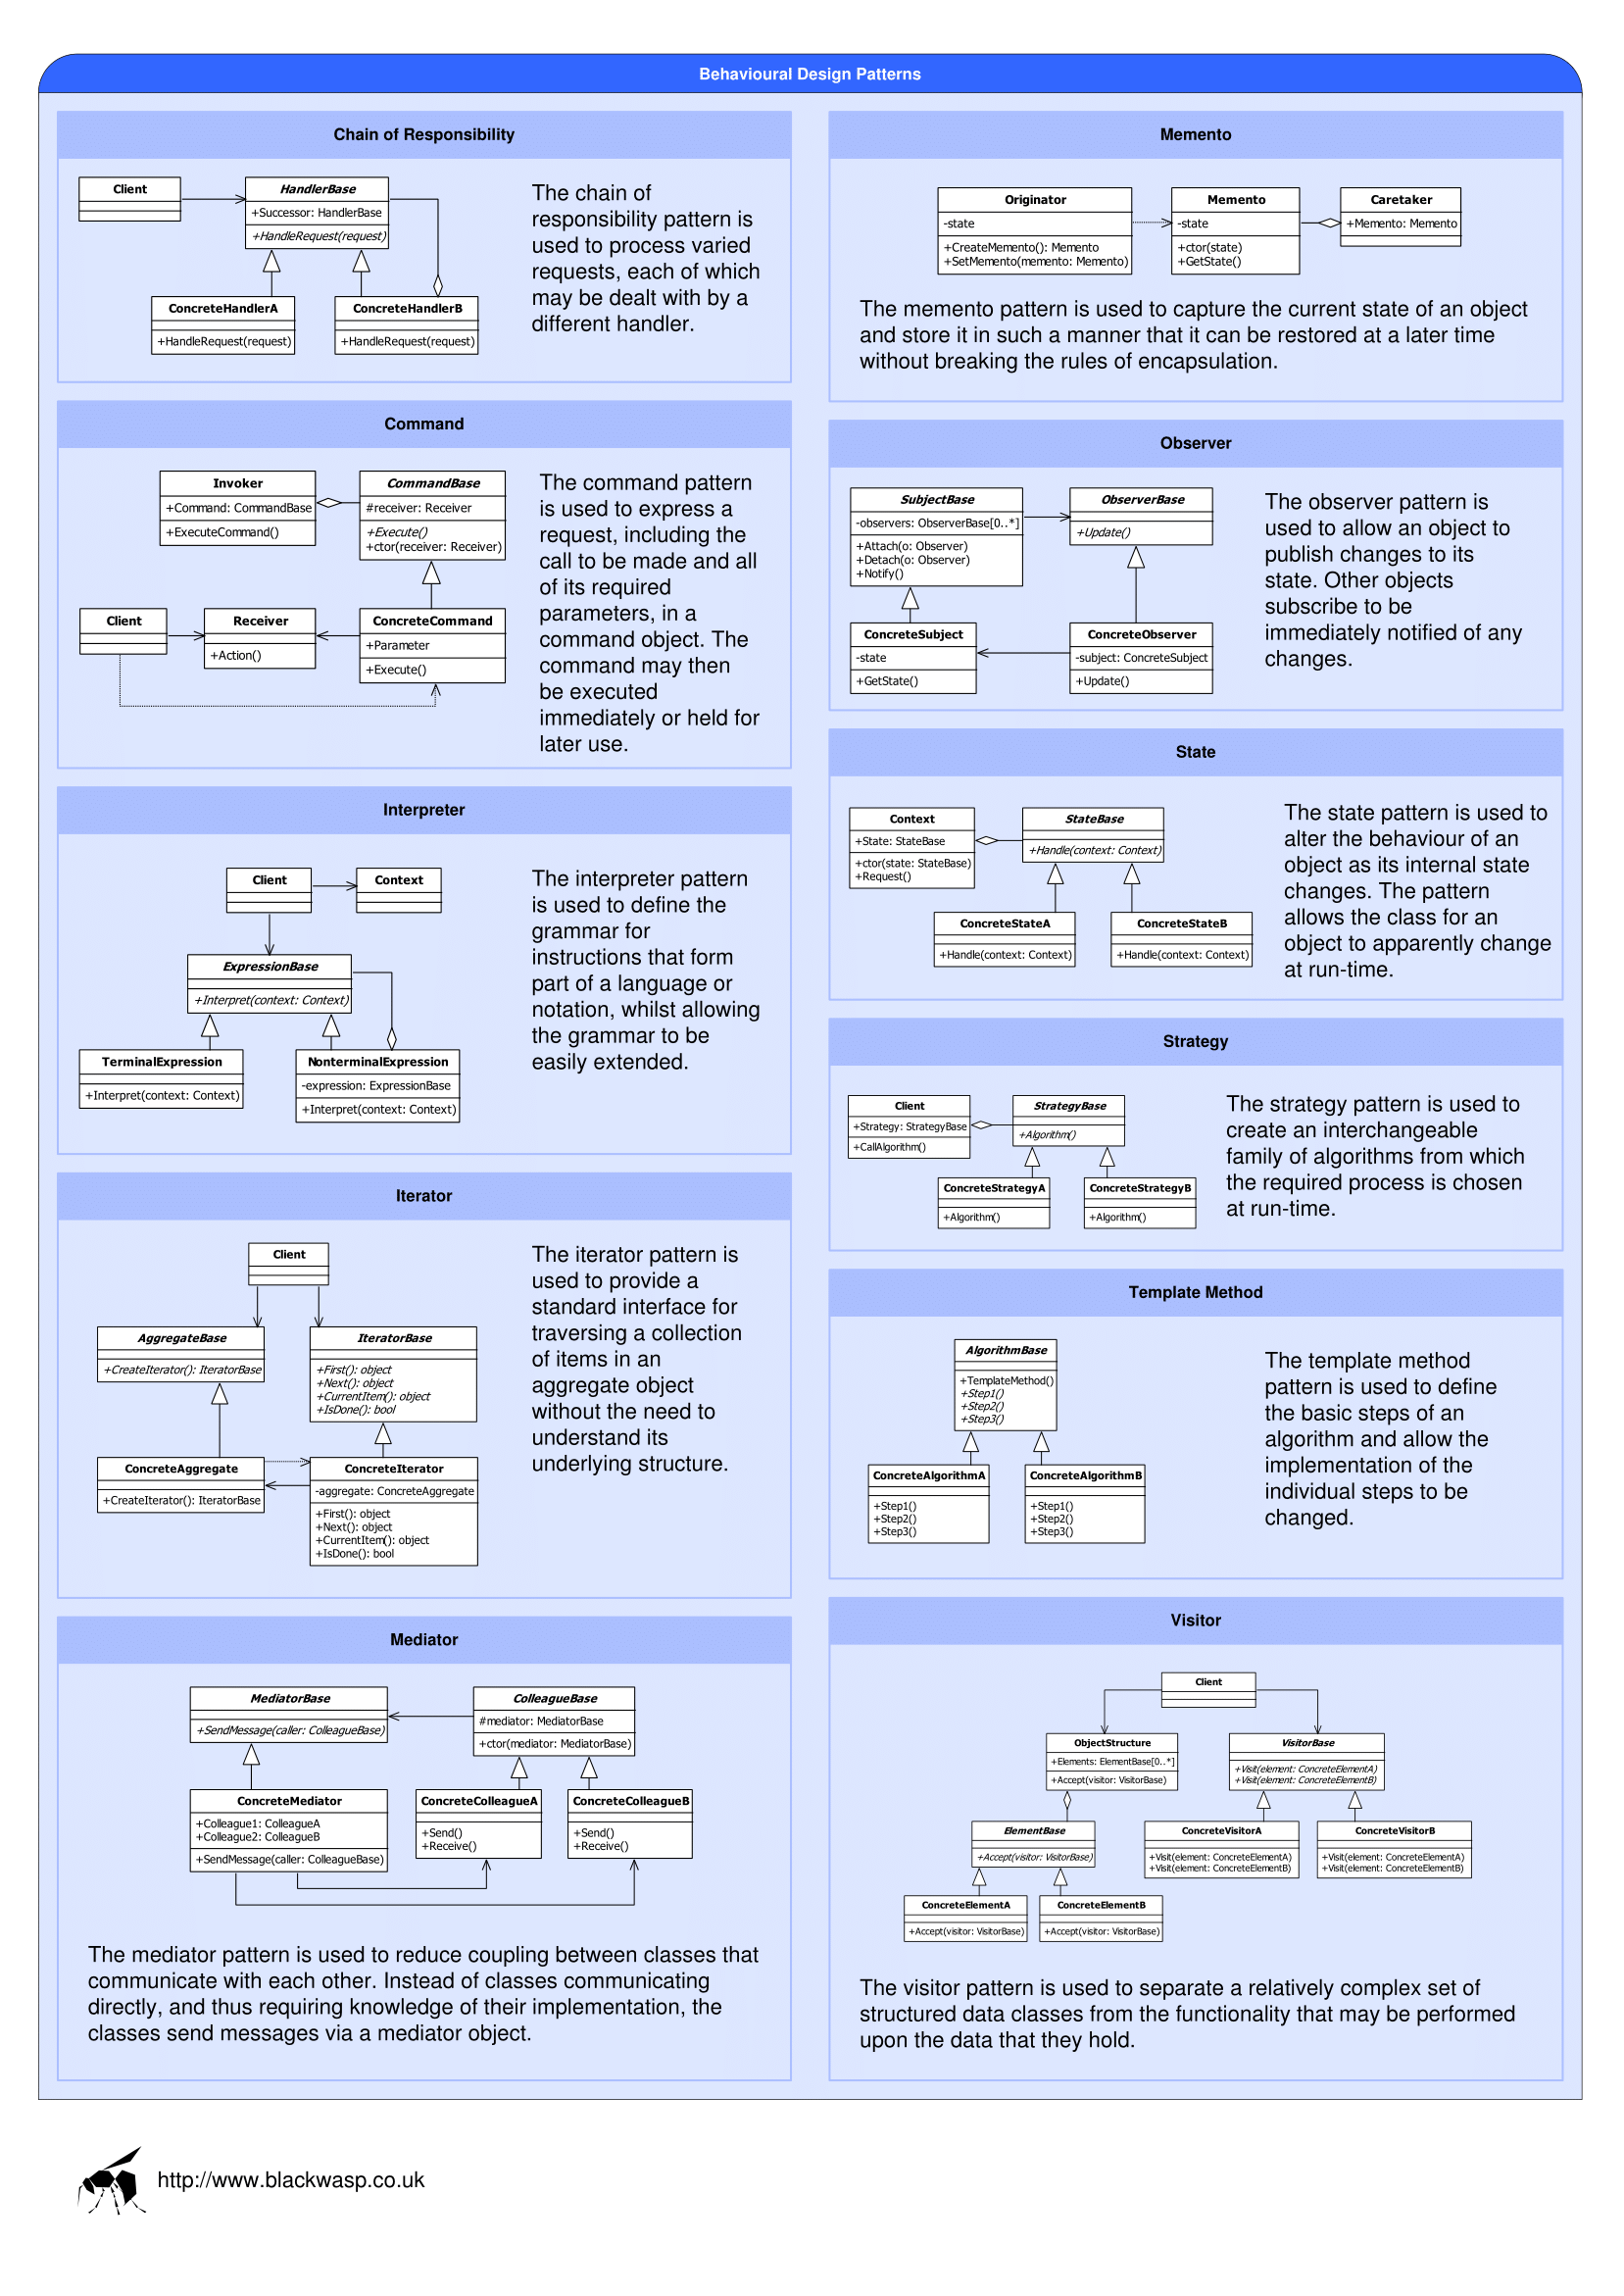 Behavioural Design Patterns
Chain of Responsibility
Client
HandlerBase
+Successor: HandlerBase
+HandleRequest(request)
ConcreteHandlerA
+HandleRequest(request)
ConcreteHandlerB
+HandleRequest(request)
The chain of
responsibility pattern is
used to process varied
requests, each of which
may be dealt with by a
different handler.
Command
Invoker
+Command: CommandBase
+ExecuteCommand()
CommandBase
#receiver: Receiver
+Execute()
+ctor(receiver: Receiver)
Client
Receiver
+Action()
ConcreteCommand
+Parameter
+Execute()
The command pattern
is used to express a
request, including the
call to be made and all
of its required
parameters, in a
command object. The
command may then
be executed
immediately or held for
later use.
Interpreter
Client
Context
ExpressionBase
+Interpret(context: Context)
TerminalExpression
+Interpret(context: Context)
NonterminalExpression
-expression: ExpressionBase
+Interpret(context: Context)
The interpreter pattern
is used to define the
grammar for
instructions that form
part of a language or
notation, whilst allowing
the grammar to be
easily extended.
Iterator
Client
AggregateBase
+CreateIterator(): IteratorBase
IteratorBase
+First(): object
+Next(): object
+CurrentItem(): object
+IsDone(): bool
ConcreteAggregate
+CreateIterator(): IteratorBase
ConcreteIterator
-aggregate: ConcreteAggregate
+First(): object
+Next(): object
+CurrentItem(): object
+IsDone(): bool
The iterator pattern is
used to provide a
standard interface for
traversing a collection
of items in an
aggregate object
without the need to
understand its
underlying structure.
Mediator
MediatorBase
+SendMessage(caller: ColleagueBase)
ColleagueBase
#mediator: MediatorBase
+ctor(mediator: MediatorBase)
ConcreteMediator
+Colleague1: ColleagueA
+Colleague2: ColleagueB
+SendMessage(caller: ColleagueBase)
ConcreteColleagueA
+Send()
+Receive()
ConcreteColleagueB
+Send()
+Receive()
The mediator pattern is used to reduce coupling between classes that
communicate with each other. Instead of classes communicating
directly, and thus requiring knowledge of their implementation, the
classes send messages via a mediator object.
Memento
Originator
-state
+CreateMemento(): Memento
+SetMemento(memento: Memento)
Memento
-state
+ctor(state)
+GetState()
Caretaker
+Memento: Memento
The memento pattern is used to capture the current state of an object
and store it in such a manner that it can be restored at a later time
without breaking the rules of encapsulation.
Observer
SubjectBase
-observers: ObserverBase[0..*]
+Attach(o: Observer)
+Detach(o: Observer)
+Notify()
ObserverBase
+Update()
ConcreteSubject
-state
+GetState()
ConcreteObserver
-subject: ConcreteSubject
+Update()
The observer pattern is
used to allow an object to
publish changes to its
state. Other objects
subscribe to be
immediately notified of any
changes.
State
Context
+State: StateBase
+ctor(state: StateBase)
+Request()
StateBase
+Handle(context: Context)
ConcreteStateA
+Handle(context: Context)
ConcreteStateB
+Handle(context: Context)
The state pattern is used to
alter the behaviour of an
object as its internal state
changes. The pattern
allows the class for an
object to apparently change
at run-time.
Strategy
Client
+Strategy: StrategyBase
+CallAlgorithm()
StrategyBase
+Algorithm()
ConcreteStrategyA
+Algorithm()
ConcreteStrategyB
+Algorithm()
The strategy pattern is used to
create an interchangeable
family of algorithms from which
the required process is chosen
at run-time.
Template Method
AlgorithmBase
+TemplateMethod()
+Step1()
+Step2()
+Step3()
ConcreteAlgorithmA
+Step1()
+Step2()
+Step3()
ConcreteAlgorithmB
+Step1()
+Step2()
+Step3()
The template method
pattern is used to define
the basic steps of an
algorithm and allow the
implementation of the
individual steps to be
changed.
Visitor
Client
ObjectStructure
+Elements: ElementBase[0..*]
+Accept(visitor: VisitorBase)
VisitorBase
+Visit(element: ConcreteElementA)
+Visit(element: ConcreteElementB)
ElementBase
+Accept(visitor: VisitorBase)
ConcreteVisitorA
+Visit(element: ConcreteElementA)
+Visit(element: ConcreteElementB)
ConcreteVisitorB
+Visit(element: ConcreteElementA)
+Visit(element: ConcreteElementB)
ConcreteElementA
+Accept(visitor: VisitorBase)
ConcreteElementB
+Accept(visitor: VisitorBase)
The visitor pattern is used to separate a relatively complex set of
structured data classes from the functionality that may be performed
upon the data that they hold.
http://www.blackwasp.co.uk